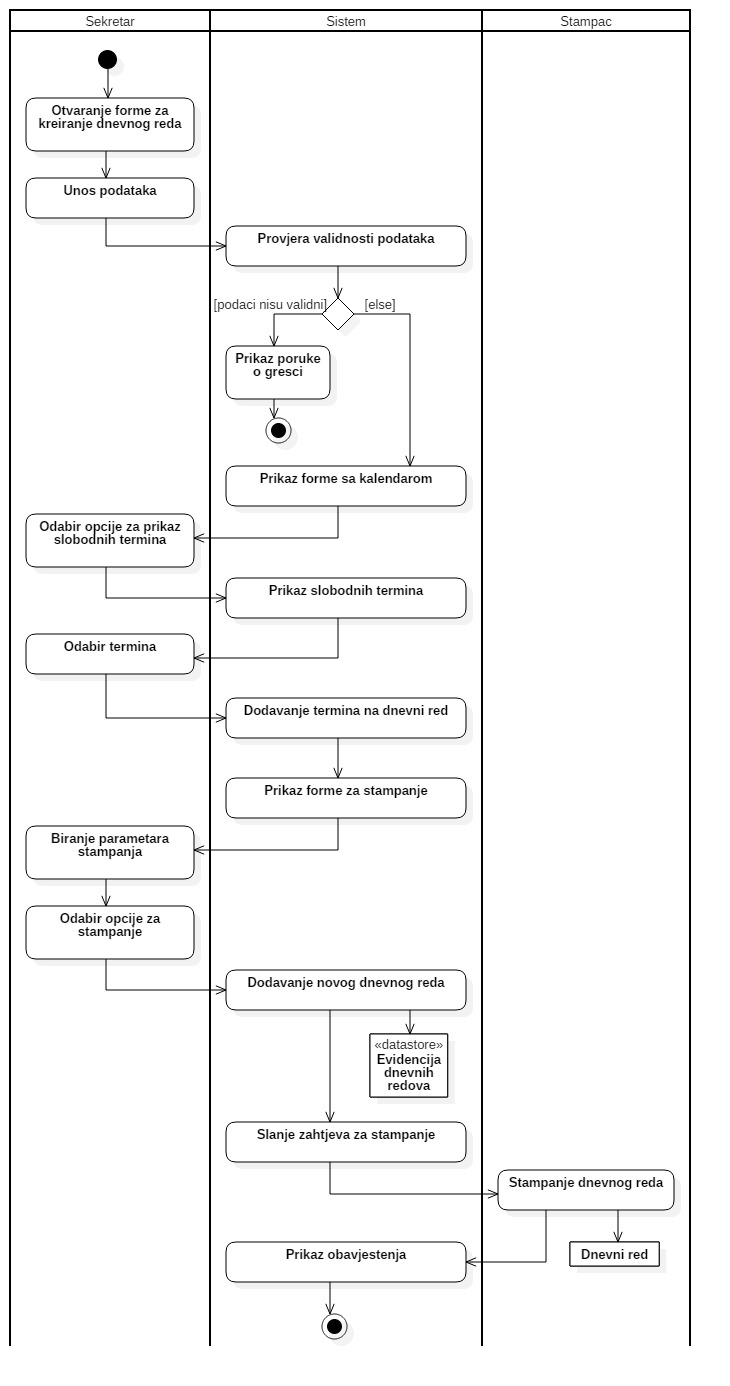 Sekretar
Sistem
Stampac
Otvaranje forme za
kreiranje dnevnog reda
Unos podataka
Provjera validnosti podataka
[podaci nisu validni]
[else]
Prikaz poruke
o gresci
Prikaz forme sa kalendarom
Odabir opcije za prikaz
slobodnih termina
Prikaz slobodnih termina
Odabir termina
Dodavanje termina na dnevni red
Prikaz forme za stampanje
Biranje parametara
stampanja
Odabir opcije za
stampanje
Dodavanje novog dnevnog reda
«datastore»
Evidencija
dnevnih
redova
Slanje zahtjeva za stampanje
Stampanje dnevnog reda
Dnevni red
Prikaz obavjestenja